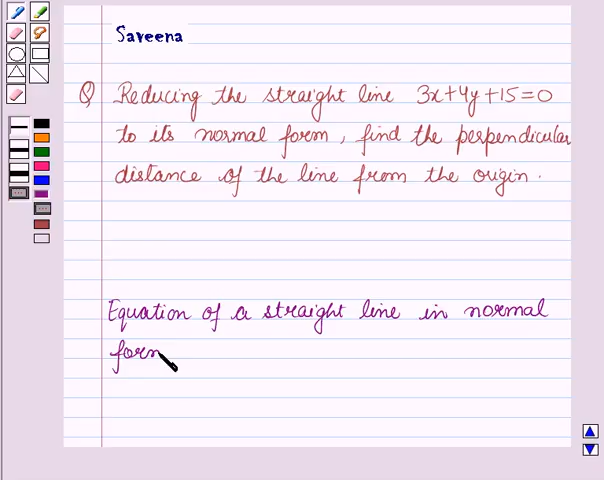 Saveena
Q Reducing the straight line 3x+4y+15=0
to its normal form, find the perpendicular
distance of the line from the origin.
Equation of a straight line in normal
form